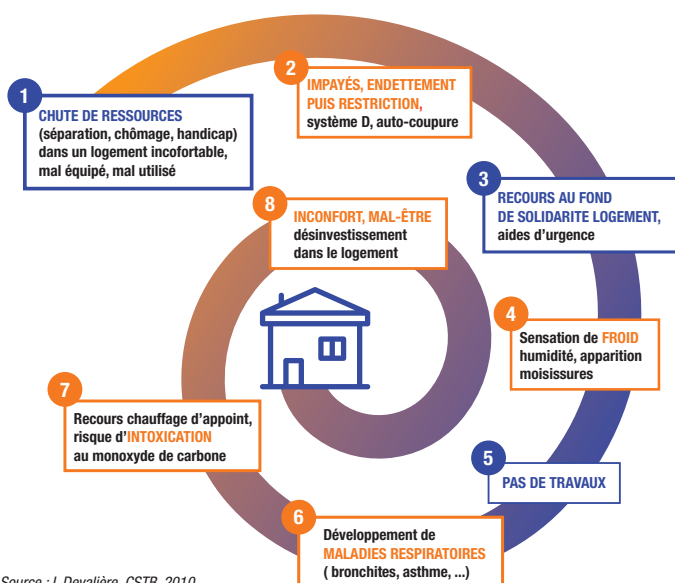 1
CHUTE DE RESSOURCES
(séparation, chômage, handicap)
dans un logement incofortable,
mal équipé, mal utilisé
2
IMPAYÉS, ENDETTEMENT
PUIS RESTRICTION,
système D, auto-coupure
3
RECOURS AU FOND
DE SOLIDARITE LOGEMENT,
aides d'urgence
4
Sensation de FROID
humidité, apparition
moisissures
5
PAS DE TRAVAUX
6
Développement de
MALADIES RESPIRATOIRES
( bronchites, asthme, ...)
7
Recours chauffage d'appoint,
risque d'INTOXICATION
au monoxyde de carbone
8
INCONFORT, MAL-ÊTRE
désinvestissement
dans le logement
Source : I. Devalière, CSTB, 2010